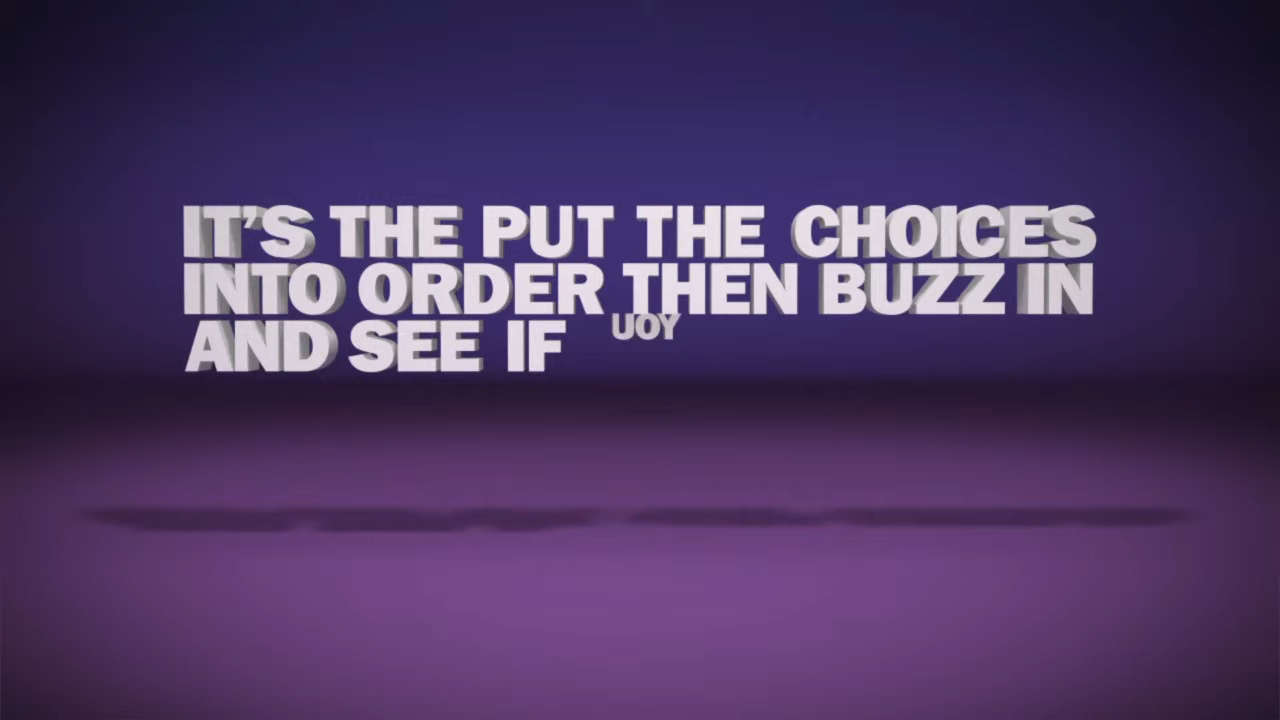 IT'S THE PUT THE CHOICES
INTO ORDER THEN BUZZ IN
AND SEE IF UOY